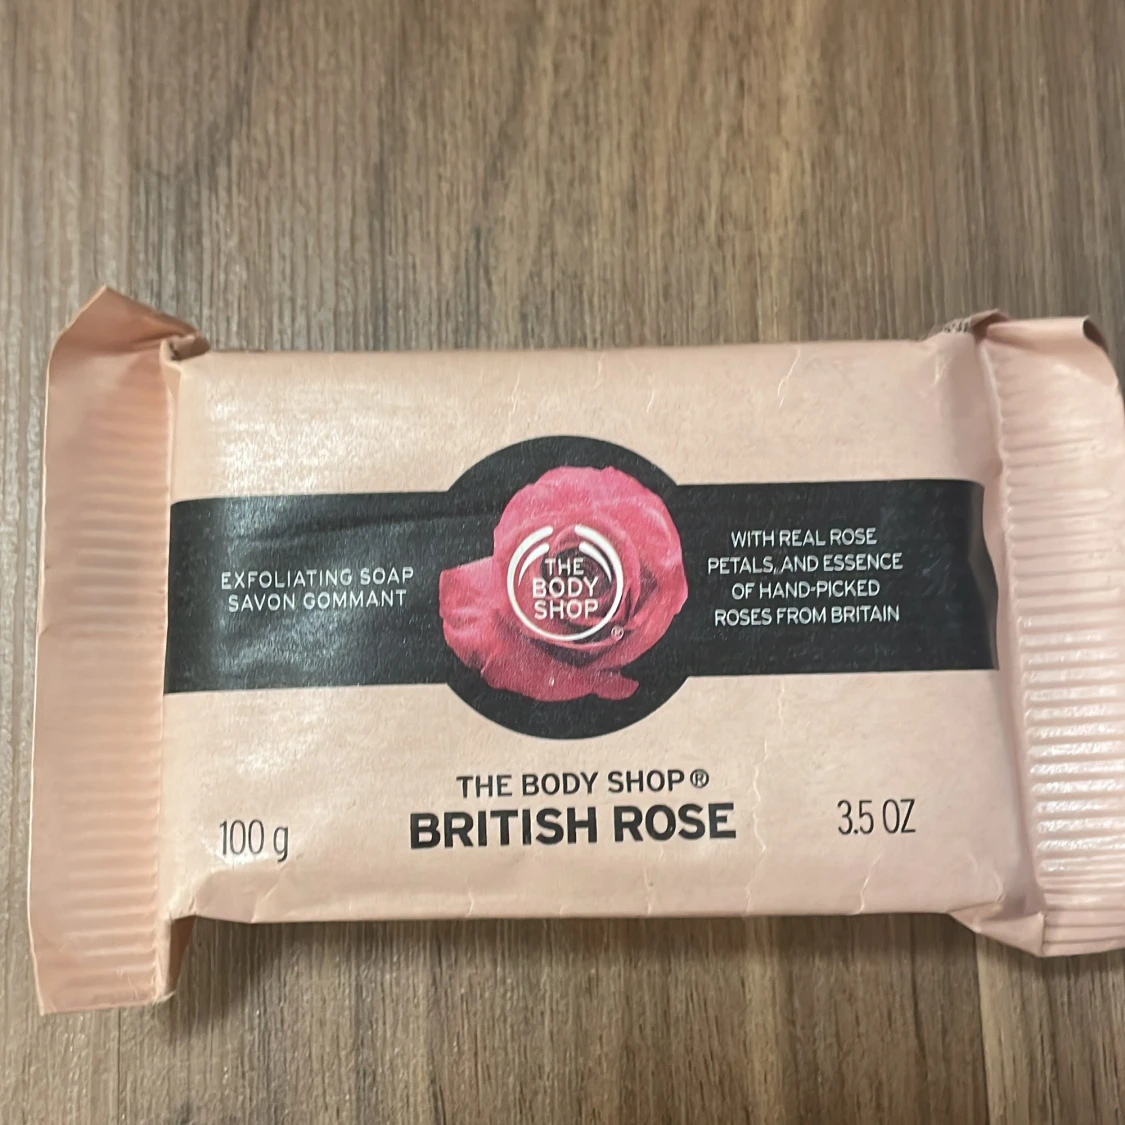 EXFOLIATING SOAP
SAVON GOMMANT
THE
BODY
SHOP
®
WITH REAL ROSE
PETALS, AND ESSENCE
OF HAND-PICKED
ROSES FROM BRITAIN
THE BODY SHOP®
BRITISH ROSE
100 g
3.5 OZ